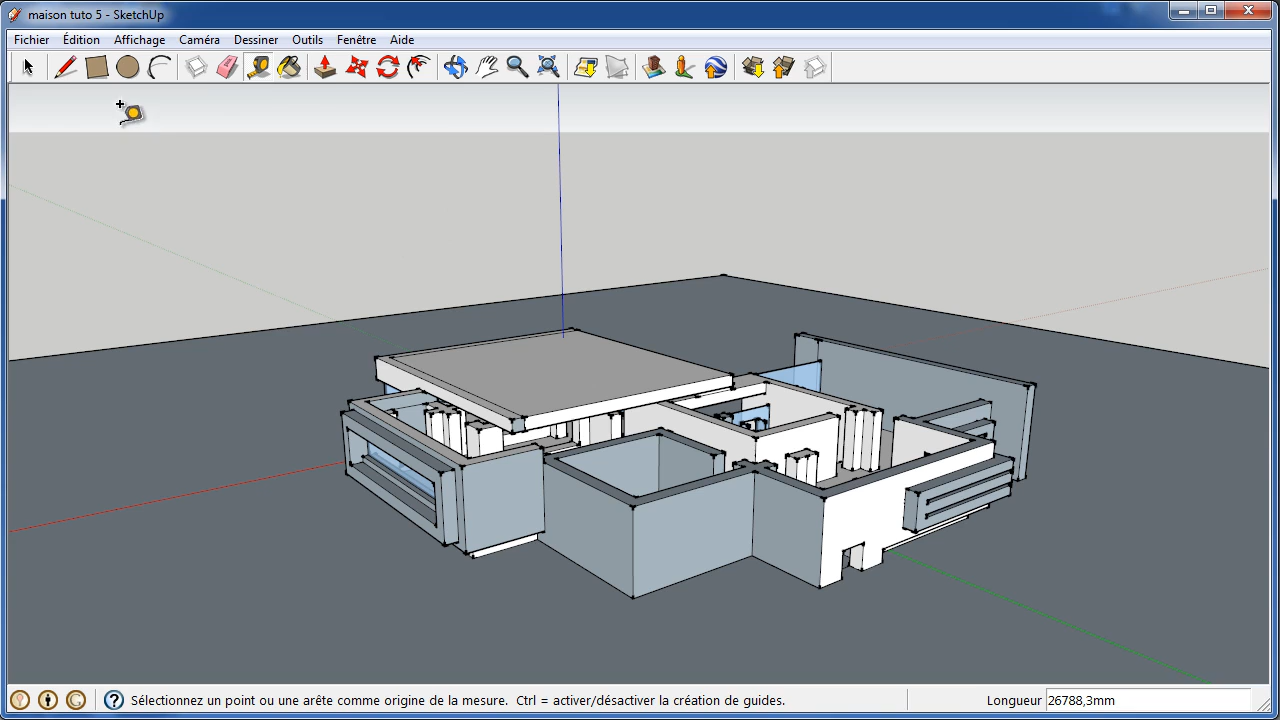 maison tuto 5 - SketchUp
Fichier Édition Affichage Caméra Dessiner Outils Fenêtre Aide
Sélectionnez un point ou une arête comme origine de la mesure. Ctrl = activer/désactiver la création de guides. Longueur 26788,3mm